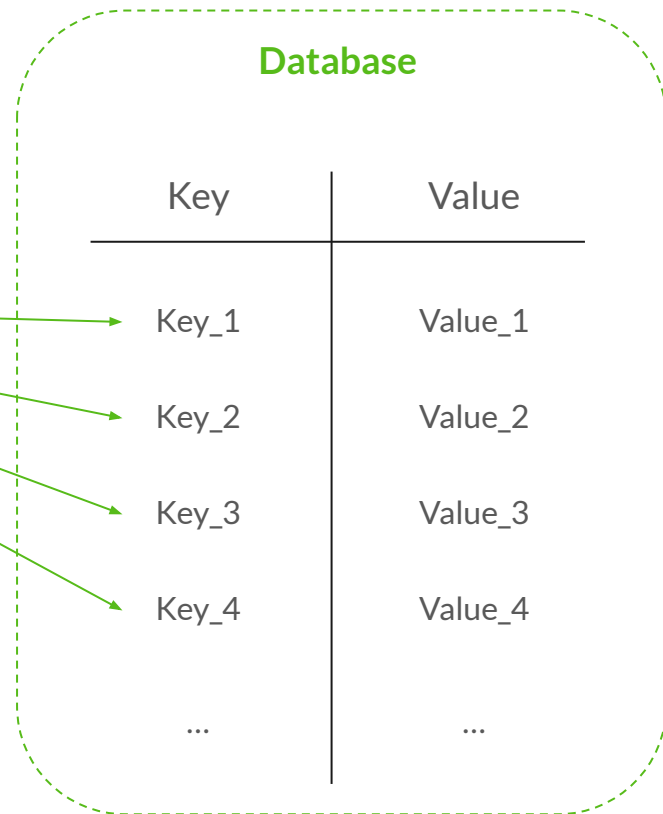 Database
Key Value
Key_1 Value_1
Key_2 Value_2
Key_3 Value_3
Key_4 Value_4
... ...